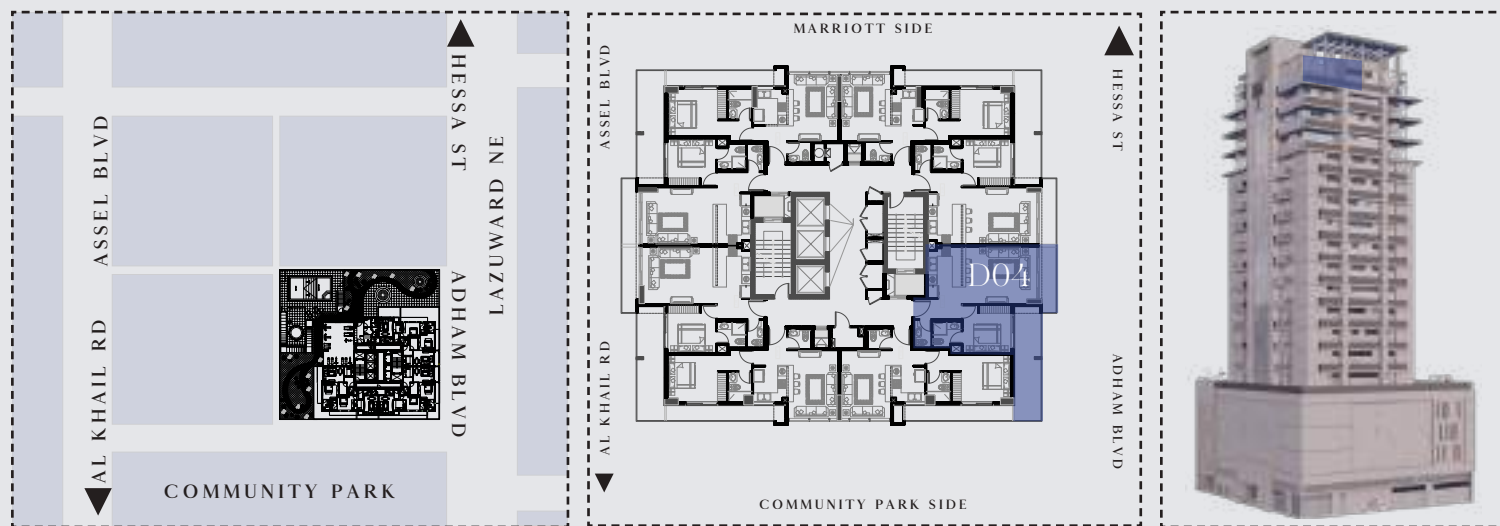 HESSA ST
ASSEL BLVD
LAZUWARD NE
AL KHAIL RD
ADHAM BLVD
COMMUNITY PARK
MARRIOTT SIDE
ASSEL BLVD
HESSA ST
D04
AL KHAIL RD
ADHAM BLVD
COMMUNITY PARK SIDE